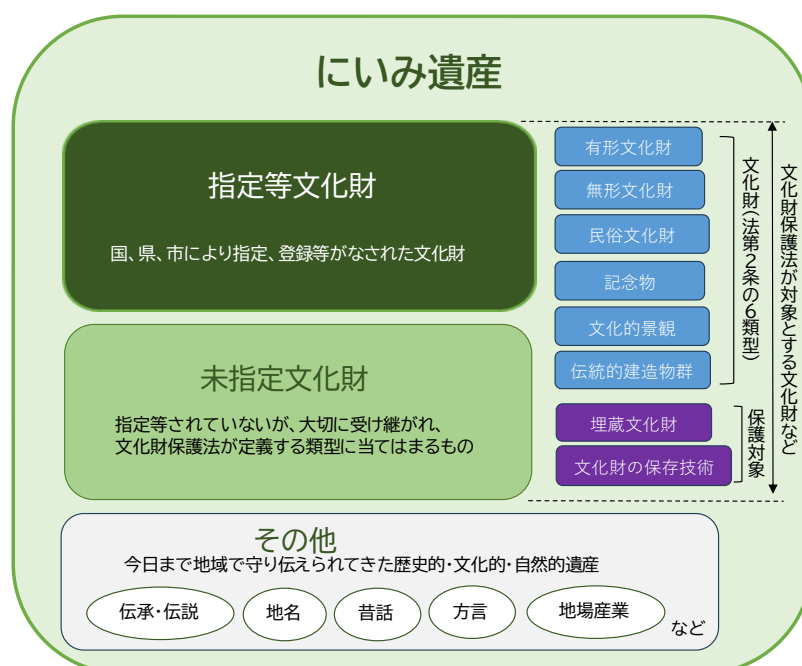 にいみ遺産
指定等文化財
国、県、市により指定、登録等がなされた文化財
未指定文化財
指定等されていないが、大切に受け継がれ、
文化財保護法が定義する類型に当てはまるもの
有形文化財
無形文化財
民俗文化財
記念物
文化的景観
伝統的建造物群
埋蔵文化財
文化財の保存技術
文化財(法第2条の6類型)
保護対象
文化財保護法が対象とする文化財など
その他
今日まで地域で守り伝えられてきた歴史的・文化的・自然的遺産
伝承・伝説
地名
昔話
方言
地場産業
など